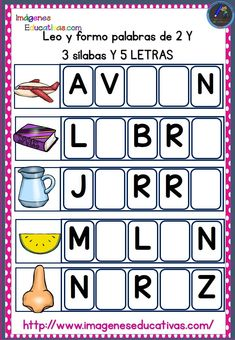 Imágenes
Educativas.com
Leo y formo palabras de 2 Y
3 sílabas Y 5 LETRAS
A V N
L B R
J R R
M L N
N R Z
http://www.imageneseducativas.com/